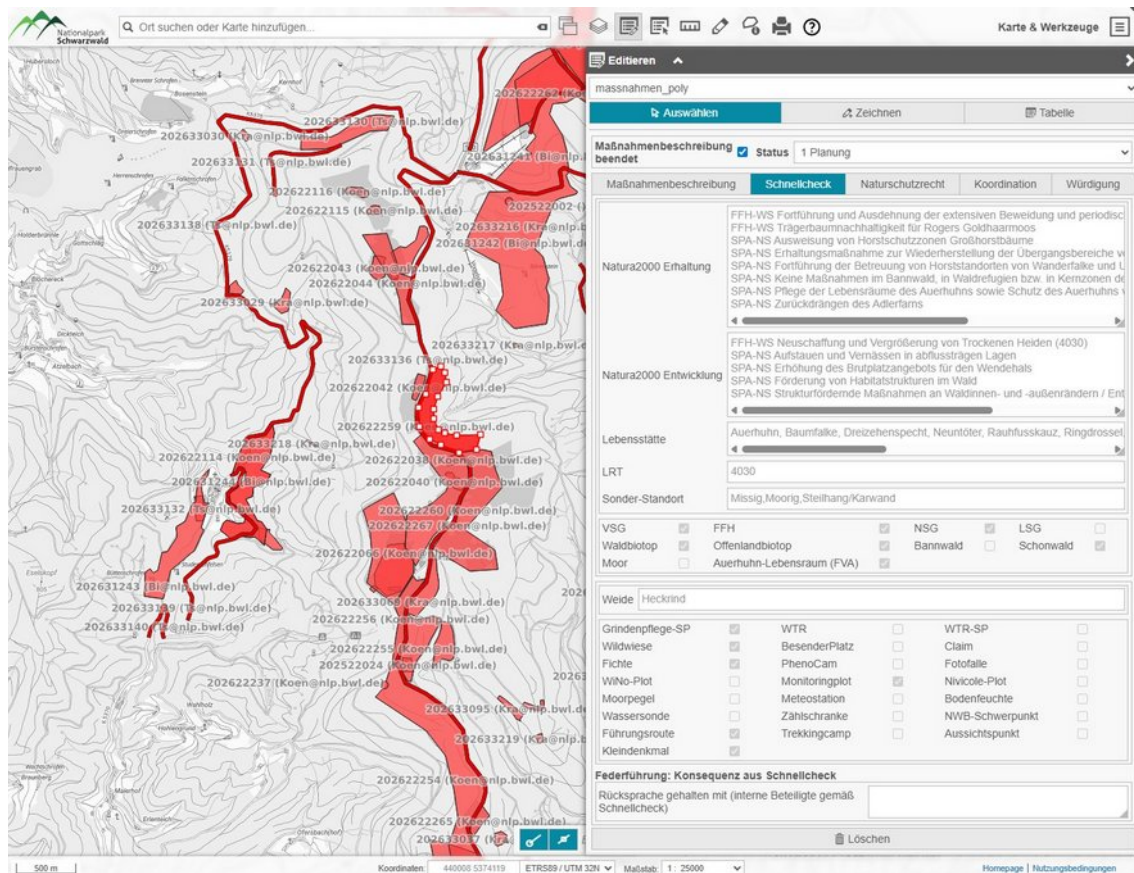 Nationalpark
Schwarzwald
Ort suchen oder Karte hinzufügen...
Karte & Werkzeuge
Editieren
massnahmen_poly
Auswählen
Zeichnen
Tabelle
Maßnahmenbeschreibung beendet
Status 1 Planung
Maßnahmenbeschreibung
Schnellcheck
Naturschutzrecht
Koordination
Würdigung
Natura2000 Erhaltung
FFH-WS Fortführung und Ausdehnung der extensiven Beweidung und periodisc
FFH-WS Trägerbaumnachhaltigkeit für Rogers Goldhaarmoos
SPA-NS Ausweisung von Horstschutzzonen Großhorstbäume
SPA-NS Erhaltungsmaßnahme zur Wiederherstellung der Übergangsbereiche v
SPA-NS Fortführung der Betreuung von Horststandorten von Wanderfalke und
SPA-NS Keine Maßnahmen im Bannwald, in Waldrefugien bzw. in Kernzonen de
SPA-NS Pflege der Lebensräume des Auerhuhns sowie Schutz des Auerhuhns
SPA-NS Zurückdrängen des Adlerfarns
Natura2000 Entwicklung
FFH-WS Neuschaffung und Vergrößerung von Trockenen Heiden (4030)
SPA-NS Aufstauen und Vernässen in abflussträgen Lagen
SPA-NS Erhöhung des Brutplatzangebots für den Wendehals
SPA-NS Förderung von Habitatstrukturen im Wald
SPA-NS Strukturfördernde Maßnahmen an Waldinnen- und -außenrändern / Ent
Lebensstätte
Auerhuhn, Baumfalke, Dreizehenspecht, Neuntöter, Rauhfusskauz, Ringdrossel,
LRT 4030
Sonder-Standort Missig,Moorig,Steilhang/Karwand
VSG FFH NSG LSG
Waldbiotop Offenlandbiotop Bannwald Schonwald
Moor Auerhuhn-Lebensraum (FVA)
Weide Heckrind
Grindenpflege-SP WTR WTR-SP
Wildwiese BesenderPlatz Claim
Fichte PhenoCam Fotofalle
WiNo-Plot Monitoringplot Nivicole-Plot
Moorpegel Meteostation Bodenfeuchte
Wassersonde Zählschranke NWB-Schwerpunkt
Führungsroute Trekkingcamp Aussichtspunkt
Kleindenkmal
Federführung: Konsequenz aus Schnellcheck
Rücksprache gehalten mit (interne Beteiligte gemäß
Schnellcheck)
Löschen
202622262
202633130 (Ts@nlp.bwl.de)
202633030 (Kra@nlp.bwl.de)
202633131 (Ts@nlp.bwl.de)
202631241 (Bi@nlp.
202622116 (Koen@nlp.bwl.de)
202622115 (Koen@nlp.bwl.de)
202522002
202633138 (Ts@nlp.bwl.de)
202633216 (Kra@nlp.b
202631242 (Bi@nlp.
202622043 (Koen@nlp.bwl.de)
202622044 (Koen@nlp.bwl.de)
202633029 (Kra@nlp.bwl.de)
202633217 (Kra@nlp.b
202633136 (Ts@nlp.bwl.de)
202622042 (Koen@nlp.bwl.de)
202622259 (Koen@nlp.bwl.de)
202633218 (Kra@nlp.bwl.de)
202622114 (Koen@nlp.bwl.de)
202622038 (Koen@nlp.bwl.de)
202631244 (Bi@nlp.bwl.de)
202622040 (Koen@nlp.bwl.de)
202633132 (Ts@nlp.bwl.de)
202622260 (Koen@nlp.bwl.de)
202622267 (Koen@nlp.bwl.de)
202622066 (Koen@nlp.bwl.de)
202631243 (Bi@nlp.bwl.de)
(Ts@nlp.bwl.de)
202633140 (Ts@nlp.bwl.de)
(Kra@nlp.bwl.de)
202622256 (Koen@nlp.bwl.de)
202622255 (Koen@nlp.bwl.de)
202522024 (Koen@nlp.bwl.de)
202622237 (Koen@nlp.bwl.de)
202633095 (Kra@nlp.bwl.de)
202633219 (Kra@nlp.b
202622254 (Koen@nlp.bwl.de)
202622265 (Koen@nlp.bwl.de)
202633037
500 m
Koordinaten: 440008 5374119 ETRS89 / UTM 32N Maßstab: 1 : 25000
Homepage | Nutzungsbedingungen